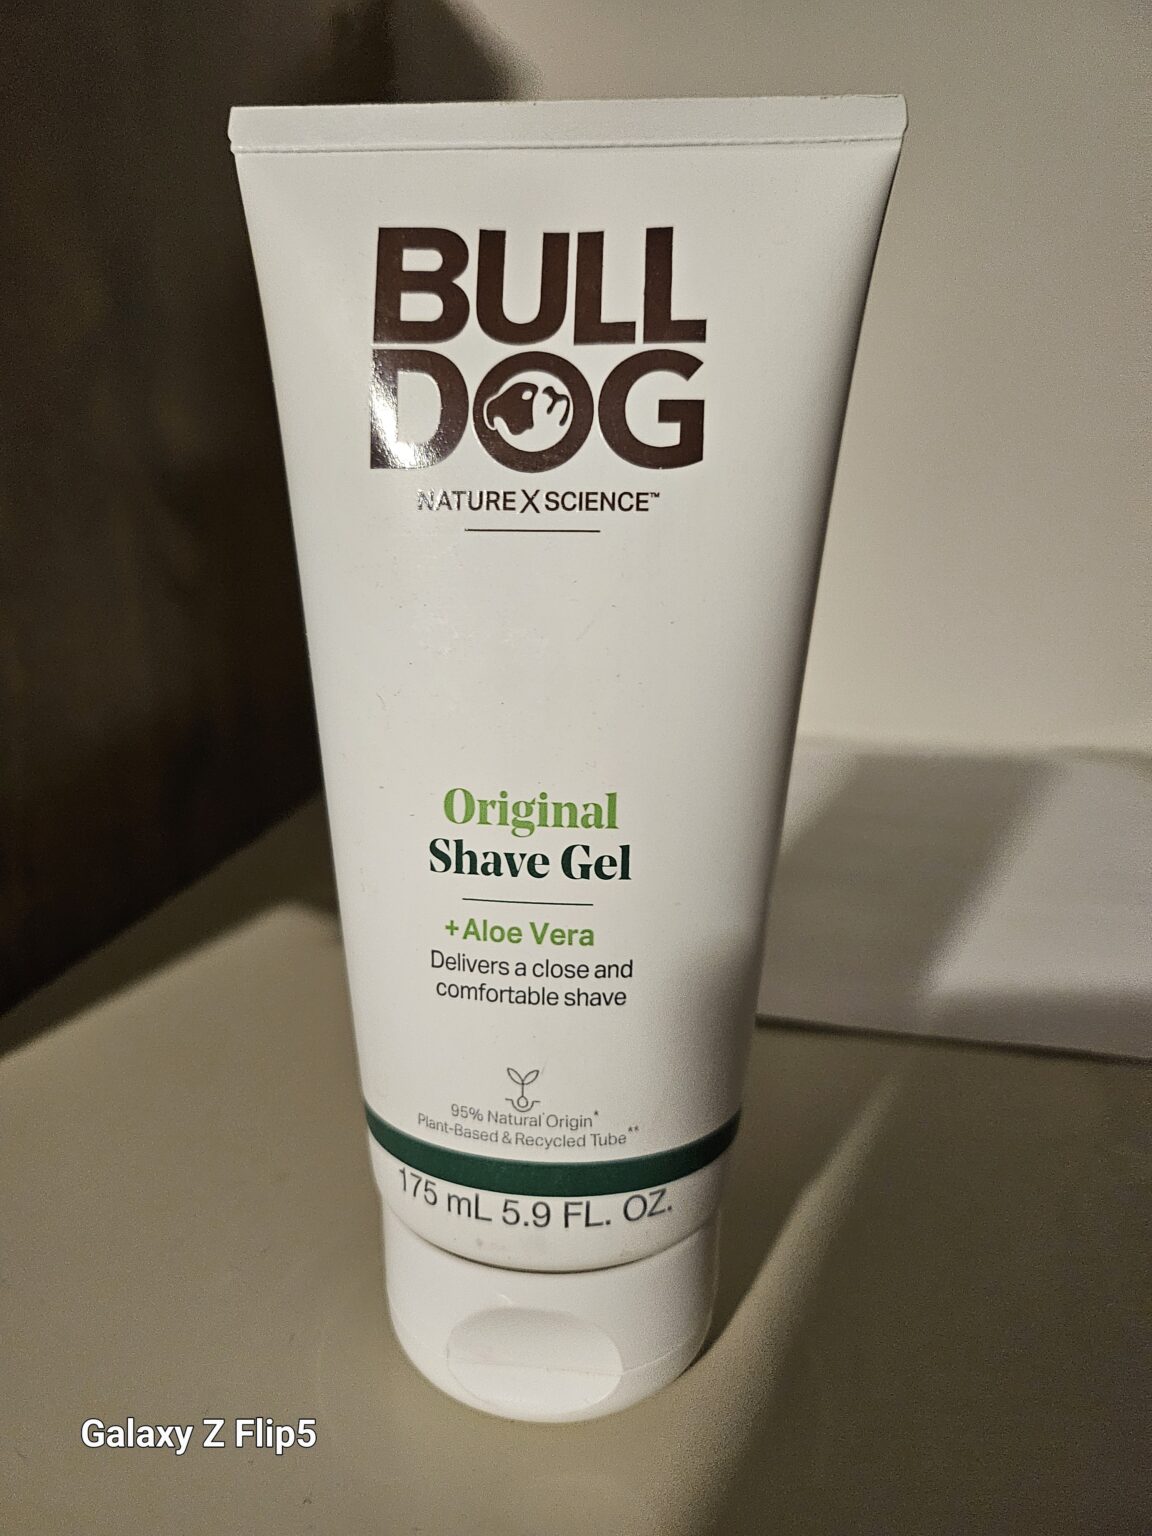 BULL
DOG
NATURE X SCIENCE™
Original
Shave Gel
+Aloe Vera
Delivers a close and
comfortable shave
95% Natural Origin*
Plant-Based & Recycled Tube**
175 mL 5.9 FL. OZ.
Galaxy Z Flip5